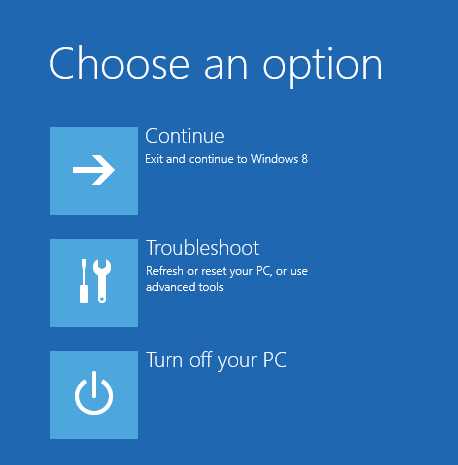 Choose an option
Continue
Exit and continue to Windows 8
Troubleshoot
Refresh or reset your PC, or use
advanced tools
Turn off your PC